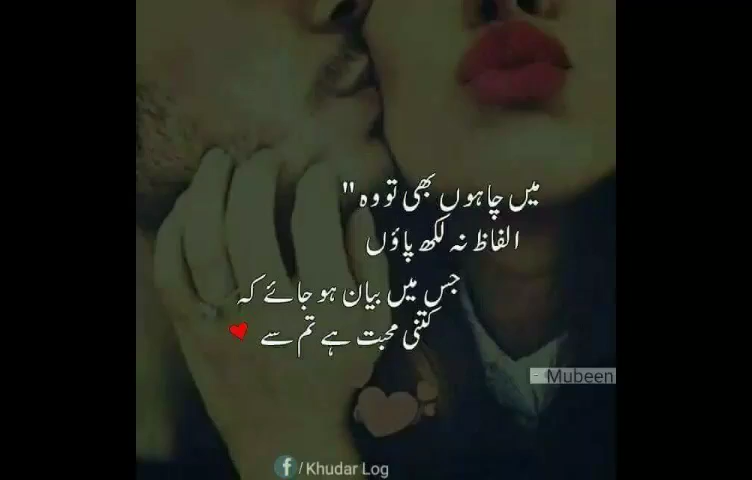 میں چاہوں بھی تو وہ "
الفاظ نہ لکھ پاؤں
جس میں بیان ہو جائے کہ
کتنی محبت ہے تم سے ♥
- Mubeen
f / Khudar Log